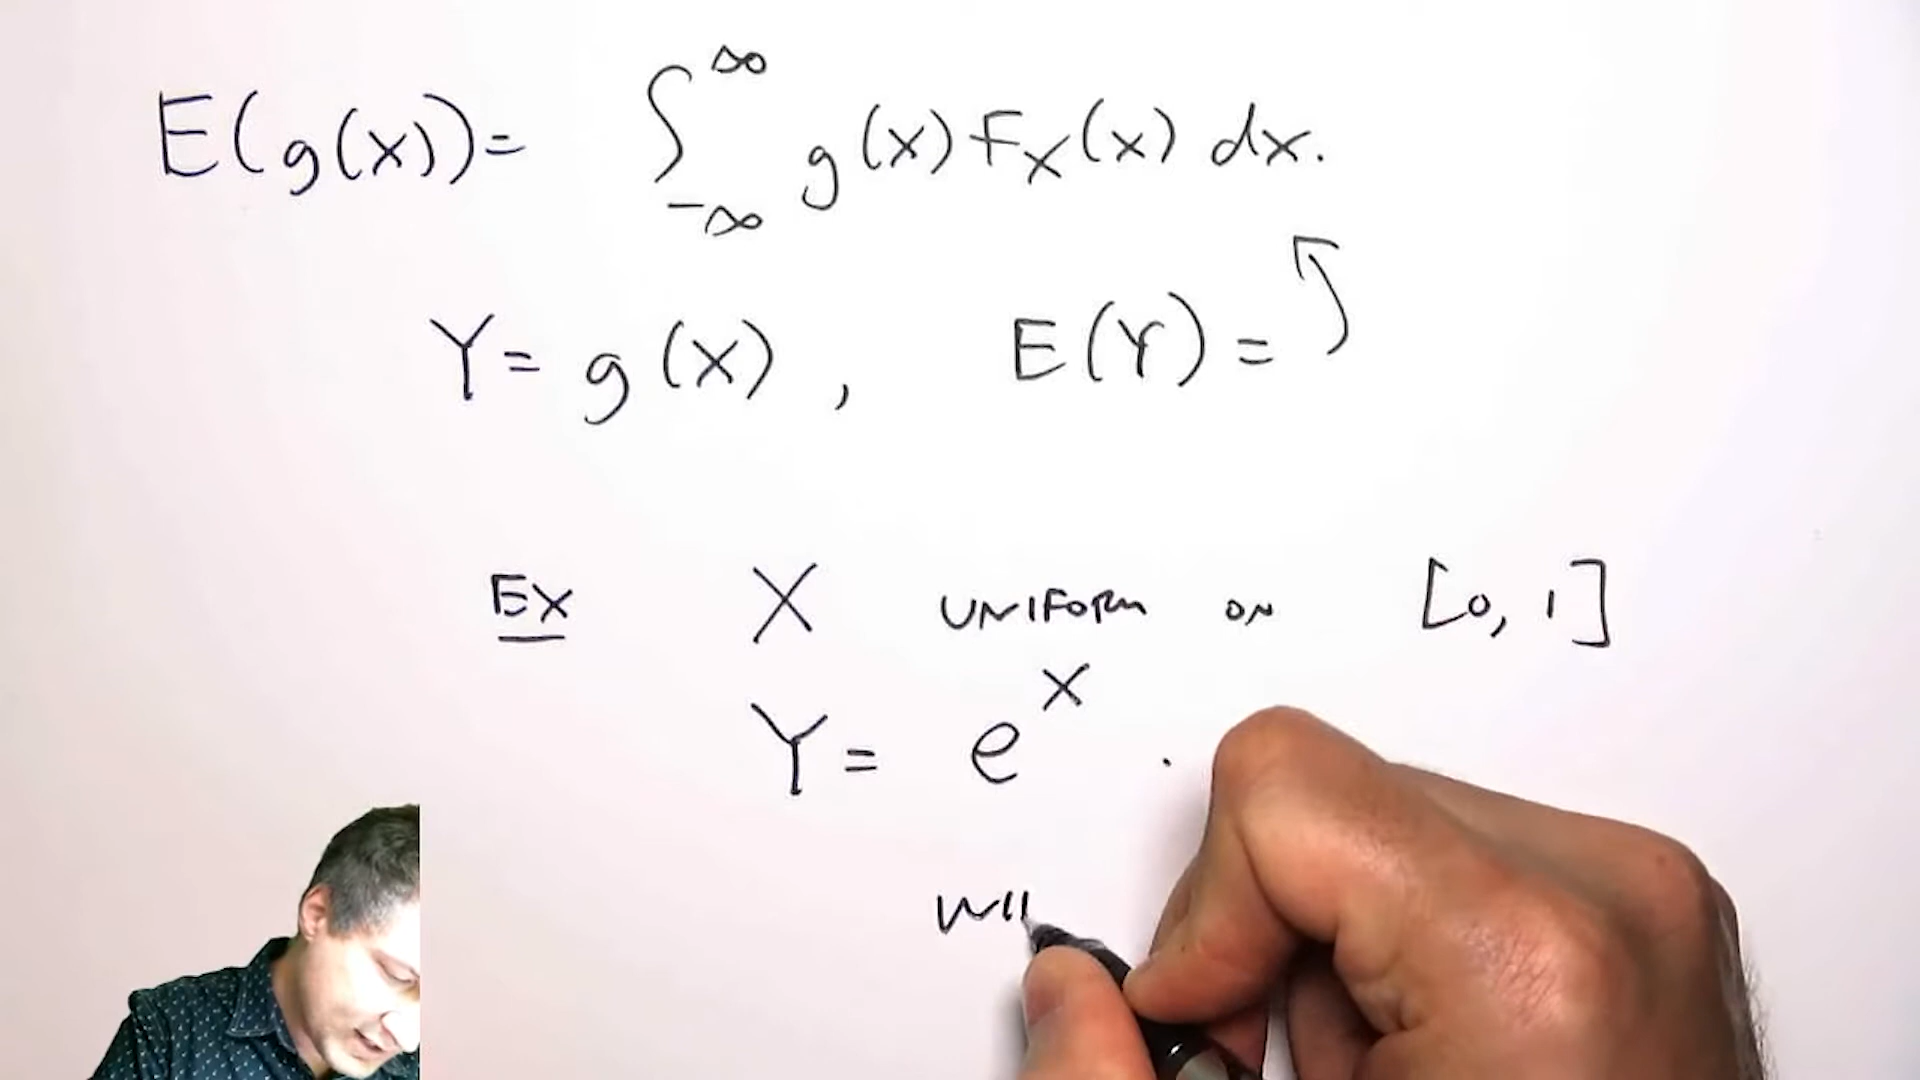 E(g(X)) = ∫_{-∞}^{∞} g(x) f_X(x) dx.
Y = g(X), E(Y) = ↑
EX X UNIFORM ON [0, 1]
Y = e^X.